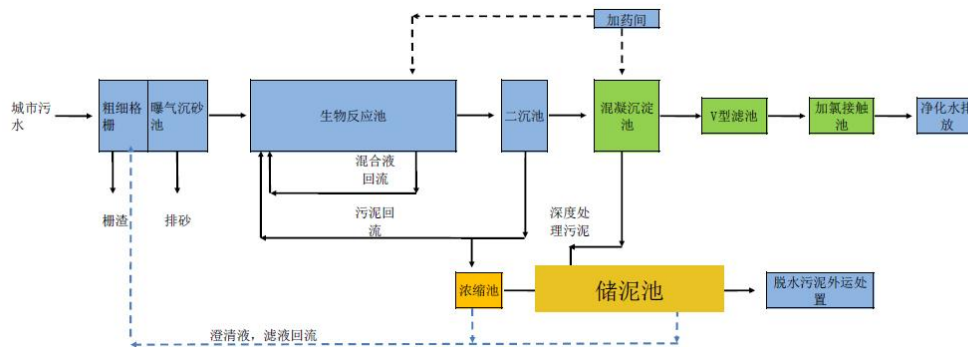 加药间
城市污
水
粗细格
栅
曝气沉砂
池
生物反应池
二沉池
混凝沉淀
池
V型滤池
加氯接触
池
净化水排
放
混合液
回流
栅渣
排砂
污泥回
流
深度处
理污泥
浓缩池
储泥池
脱水污泥外运处
置
澄清液，滤液回流